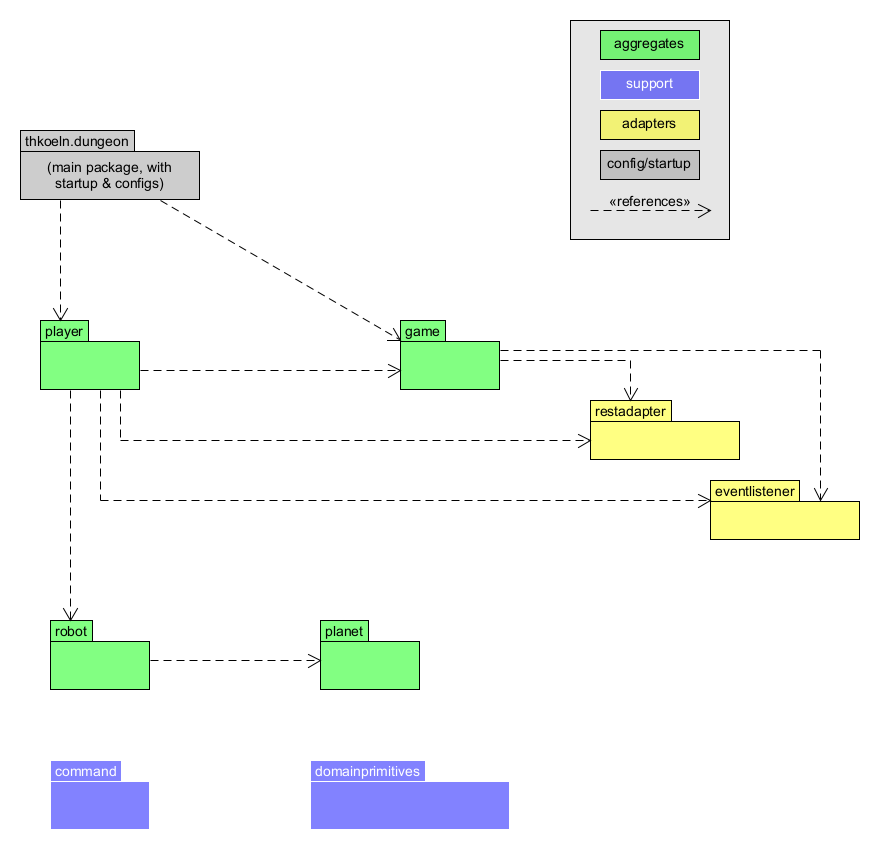 aggregates
support
adapters
config/startup
«references»
thkoeln.dungeon
(main package, with
startup & configs)
player
game
restadapter
eventlistener
robot
planet
command
domainprimitives